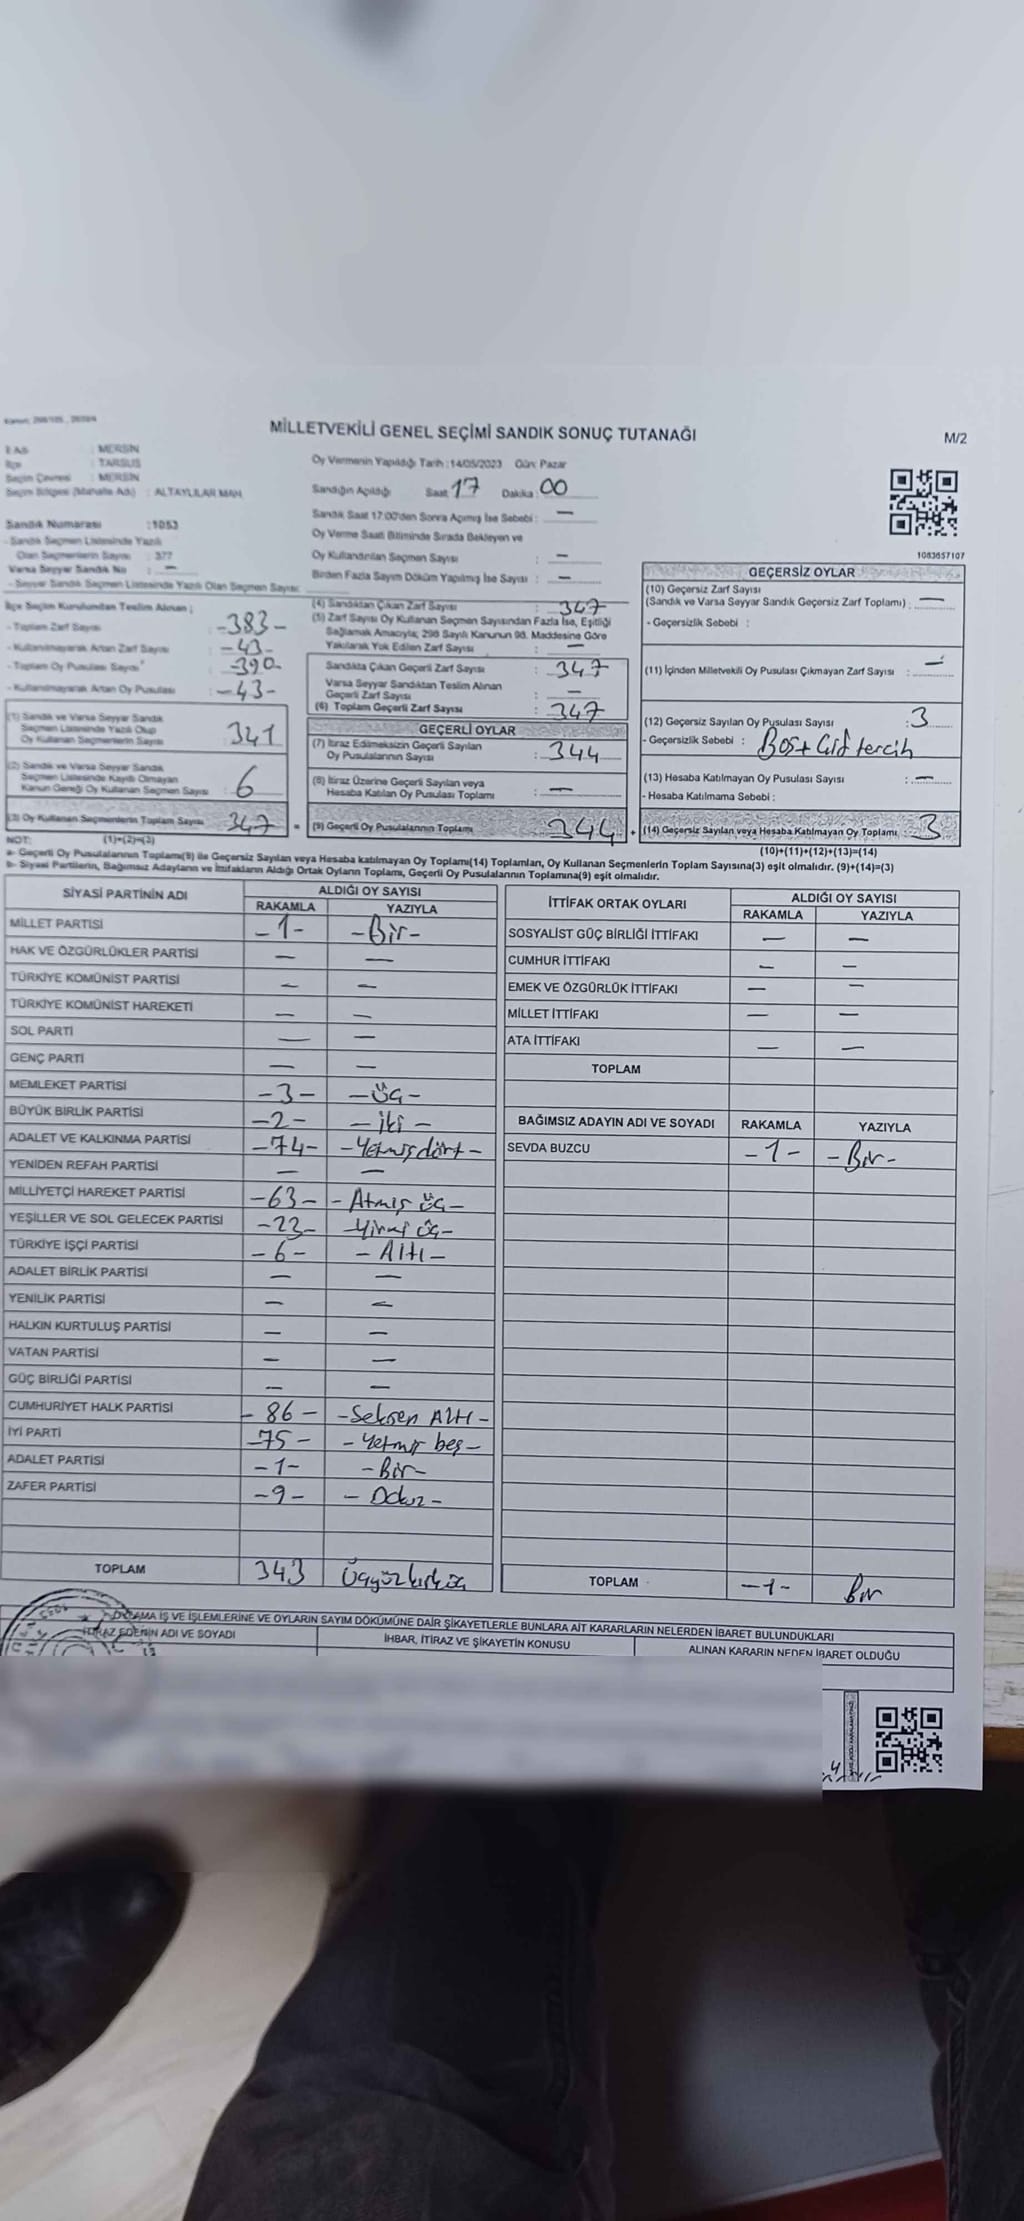 MİLLETVEKİLİ GENEL SEÇİMİ SANDIK SONUÇ TUTANAĞI
M/2
İl Adı : MERSİN
İlçe : TARSUS
Seçim Çevresi : MERSİN
Seçim Bölgesi (Mahalle Adı) : ALTAYLILAR MAH.
Oy Vermenin Yapıldığı Tarih : 14/05/2023 Gün: Pazar
Sandığın Açıldığı Saat : 17 Dakika : 00
Sandık Saat 17:00'den Sonra Açımış İse Sebebi : —
Oy Verme Saati Bitiminde Sırada Bekleyen ve
Oy Kullandırılan Seçmen Sayısı : —
Birden Fazla Sayım Döküm Yapılmış İse Sayısı : —
1083657107
Sandık Numarası : 1053
- Sandık Seçmen Listesinde Yazılı
Olan Seçmenlerin Sayısı : 377
Varsa Seyyar Sandık No : —
- Seyyar Sandık Seçmen Listesinde Yazılı Olan Seçmen Sayısı:
İlçe Seçim Kurulundan Teslim Alınan ;
- Toplam Zarf Sayısı : -383-
- Kullanılmayarak Artan Zarf Sayısı : -43-
- Toplam Oy Pusulası Sayısı : -390-
- Kullanılmayarak Artan Oy Pusulası : -43-
(1) Sandık ve Varsa Seyyar Sandık
Seçmen Listesinde Yazılı Olup
Oy Kullanan Seçmenlerin Sayısı : 341
(2) Sandık ve Varsa Seyyar Sandık
Seçmen Listesinde Kayıtlı Olmayan
Kanun Gereği Oy Kullanan Seçmen Sayısı : 6
(3) Oy Kullanan Seçmenlerin Toplam Sayısı : 347
(4) Sandıktan Çıkan Zarf Sayısı : 347
(5) Zarf Sayısı Oy Kullanan Seçmen Sayısından Fazla İse, Eşitliği
Sağlamak Amacıyla; 298 Sayılı Kanunun 98. Maddesine Göre
Yakılarak Yok Edilen Zarf Sayısı : —
Sandıkta Çıkan Geçerli Zarf Sayısı : 347
Varsa Seyyar Sandıktan Teslim Alınan
Geçerli Zarf Sayısı : —
(6) Toplam Geçerli Zarf Sayısı : 347
GEÇERLİ OYLAR
(7) İtiraz Edilmeksizin Geçerli Sayılan
Oy Pusulalarının Sayısı : 344
(8) İtiraz Üzerine Geçerli Sayılan veya
Hesaba Katılan Oy Pusulası Toplamı : —
= (9) Geçerli Oy Pusulalarının Toplamı : 344 +
GEÇERSİZ OYLAR
(10) Geçersiz Zarf Sayısı
(Sandık ve Varsa Seyyar Sandık Geçersiz Zarf Toplamı) : —
- Geçersizlik Sebebi :
(11) İçinden Milletvekili Oy Pusulası Çıkmayan Zarf Sayısı : —
(12) Geçersiz Sayılan Oy Pusulası Sayısı : 3
- Geçersizlik Sebebi : Boş+ Çift tercih
(13) Hesaba Katılmayan Oy Pusulası Sayısı : —
- Hesaba Katılmama Sebebi :
(14) Geçersiz Sayılan veya Hesaba Katılmayan Oy Toplamı : 3
NOT: (1)+(2)=(3)
(10)+(11)+(12)+(13)=(14)
a- Geçerli Oy Pusulalarının Toplamı(9) ile Geçersiz Sayılan veya Hesaba katılmayan Oy Toplamı(14) Toplamları, Oy Kullanan Seçmenlerin Toplam Sayısına(3) eşit olmalıdır. (9)+(14)=(3)
b- Siyasi Partilerin, Bağımsız Adayların ve İttifakların Aldığı Ortak Oyların Toplamı, Geçerli Oy Pusulalarının Toplamına(9) eşit olmalıdır.
SİYASİ PARTİNİN ADI ALDIĞI OY SAYISI
RAKAMLA YAZIYLA
MİLLET PARTİSİ -1- -Bir-
HAK VE ÖZGÜRLÜKLER PARTİSİ — —
TÜRKİYE KOMÜNİST PARTİSİ — —
TÜRKİYE KOMÜNİST HAREKETİ — —
SOL PARTİ — —
GENÇ PARTİ — —
MEMLEKET PARTİSİ -3- -Üç-
BÜYÜK BİRLİK PARTİSİ -2- -iki-
ADALET VE KALKINMA PARTİSİ -74- -Yetmiş dört-
YENİDEN REFAH PARTİSİ — —
MİLLİYETÇİ HAREKET PARTİSİ -63- -Atmış üç-
YEŞİLLER VE SOL GELECEK PARTİSİ -23- -Yirmi üç-
TÜRKİYE İŞÇİ PARTİSİ -6- -Altı-
ADALET BİRLİK PARTİSİ — —
YENİLİK PARTİSİ — —
HALKIN KURTULUŞ PARTİSİ — —
VATAN PARTİSİ — —
GÜÇ BİRLİĞİ PARTİSİ — —
CUMHURİYET HALK PARTİSİ -86- -Seksen Altı-
İYİ PARTİ -75- -Yetmiş beş-
ADALET PARTİSİ -1- -Bir-
ZAFER PARTİSİ -9- -Dokuz-
TOPLAM 343 Üçyüzkırküç
İTTİFAK ORTAK OYLARI ALDIĞI OY SAYISI
RAKAMLA YAZIYLA
SOSYALİST GÜÇ BİRLİĞİ İTTİFAKI — —
CUMHUR İTTİFAKI — —
EMEK VE ÖZGÜRLÜK İTTİFAKI — —
MİLLET İTTİFAKI — —
ATA İTTİFAKI — —
TOPLAM
BAĞIMSIZ ADAYIN ADI VE SOYADI RAKAMLA YAZIYLA
SEVDA BUZCU -1- -Bir-
TOPLAM -1- Bir
İŞ VE İŞLEMLERİNE VE OYLARIN SAYIM DÖKÜMÜNE DAİR ŞİKAYETLERLE BUNLARA AİT KARARLARIN NELERDEN İBARET BULUNDUKLARI
İTİRAZ EDENİN ADI VE SOYADI İHBAR, İTİRAZ VE ŞİKAYETİN KONUSU ALINAN KARARIN NEDEN İBARET OLDUĞU